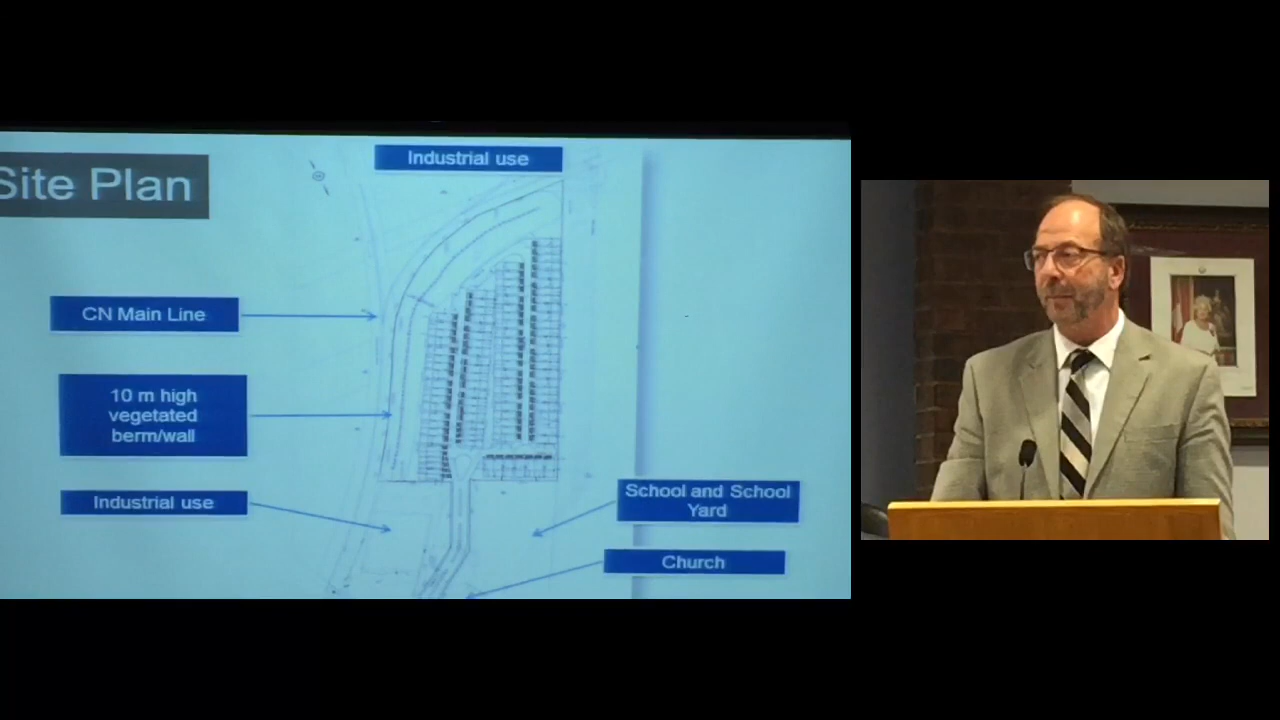 Industrial use
Site Plan
CN Main Line
10 m high
vegetated
berm/wall
Industrial use
School and School
Yard
Church